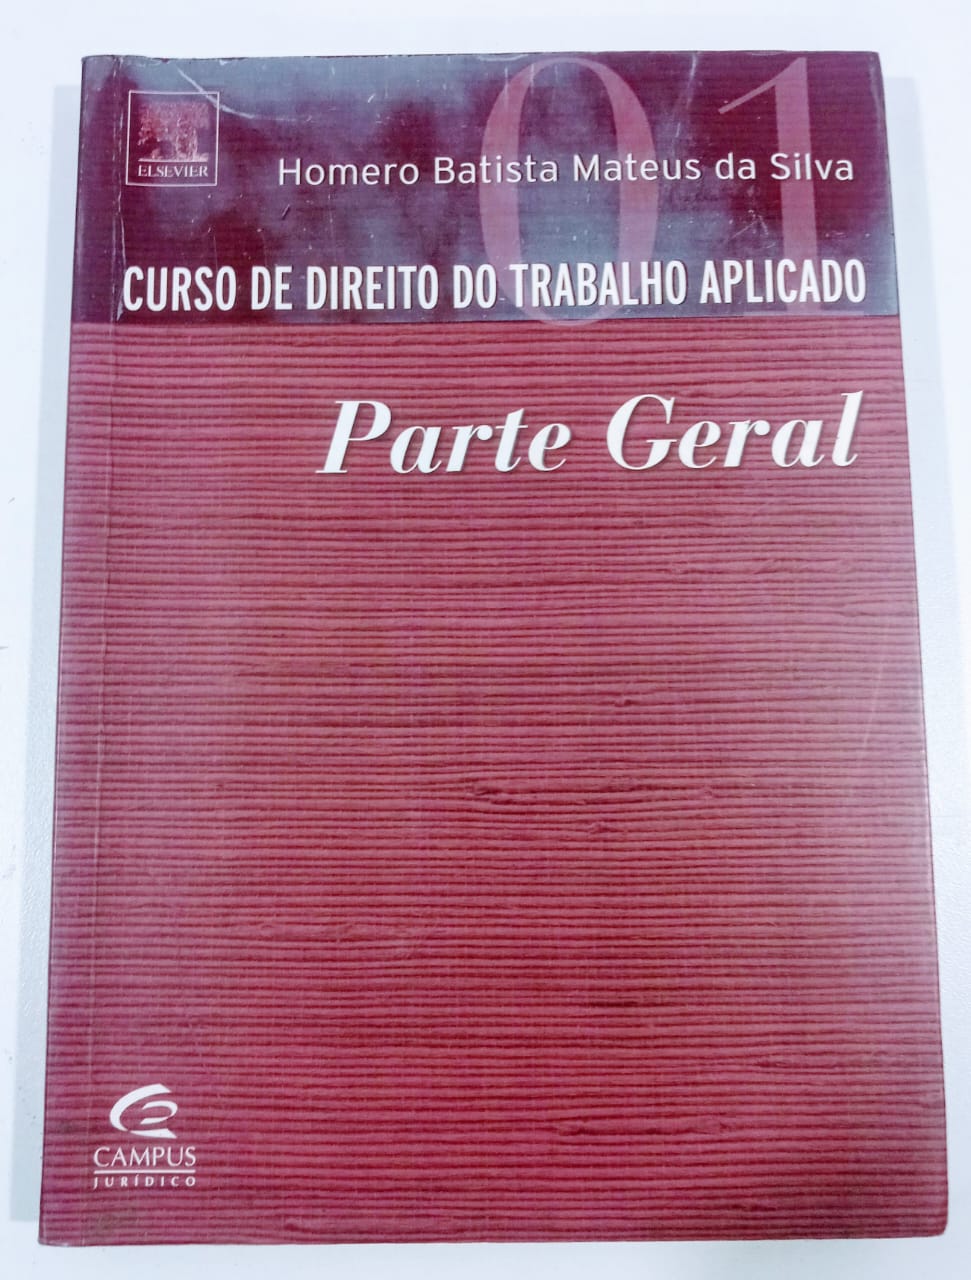 01
ELSEVIER
Homero Batista Mateus da Silva
CURSO DE DIREITO DO TRABALHO APLICADO
Parte Geral
CAMPUS
JURÍDICO